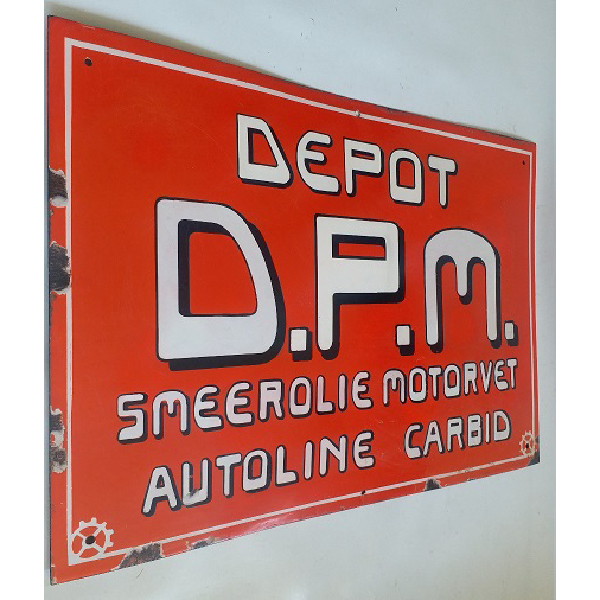 DEPOT
D.P.M.
SMEEROLIE MOTORVET
AUTOLINE CARBID